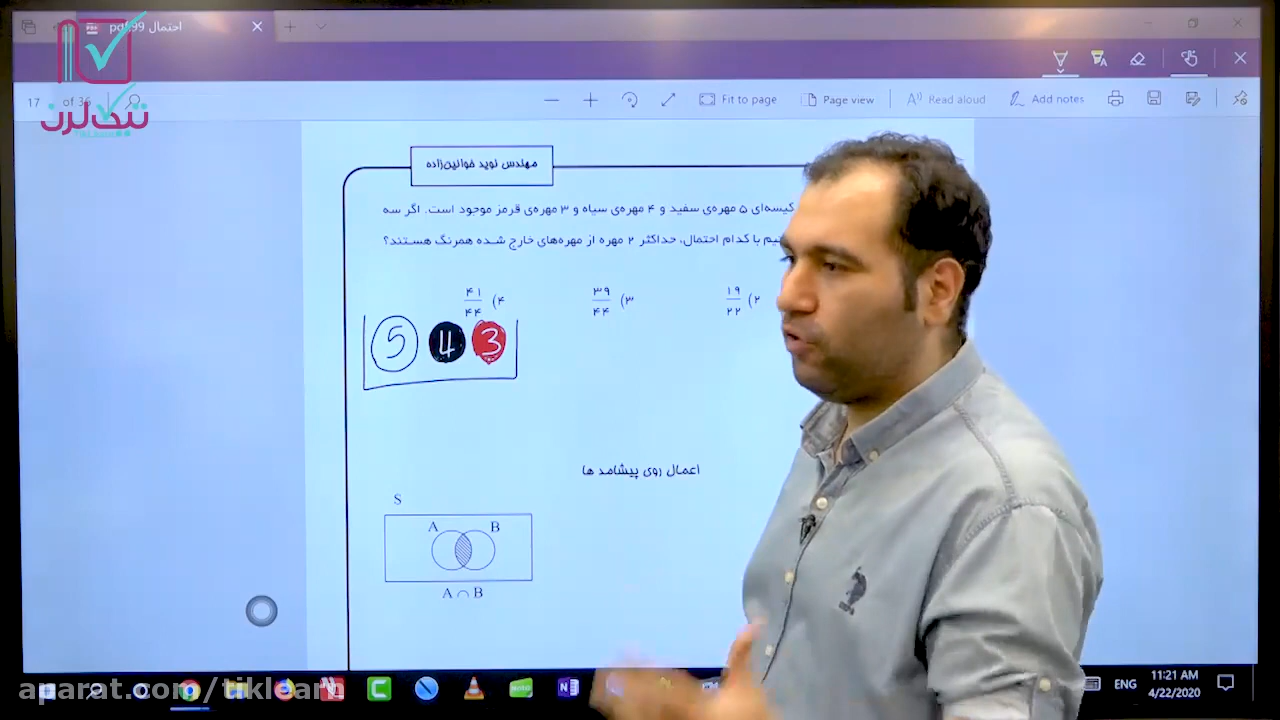 احتمال 99.pdf
17 of 36
Fit to page
Page view
Read aloud
Add notes
تیک‌لرن
مهندس نوید خوانین‌زاده
کیسه‌ای ۵ مهره‌ی سفید و ۴ مهره‌ی سیاه و ۳ مهره‌ی قرمز موجود است. اگر سه
با کدام احتمال، حداکثر ۲ مهره از مهره‌های خارج شده همرنگ هستند؟
۲) ۱۹/۲۲ ۳) ۳۹/۴۴ ۴) ۴۱/۴۴
5 4 3
اعمال روی پیشامد ها
S
A B
A ∩ B
aparat.com/tiklearn
ENG
11:21 AM
4/22/2020